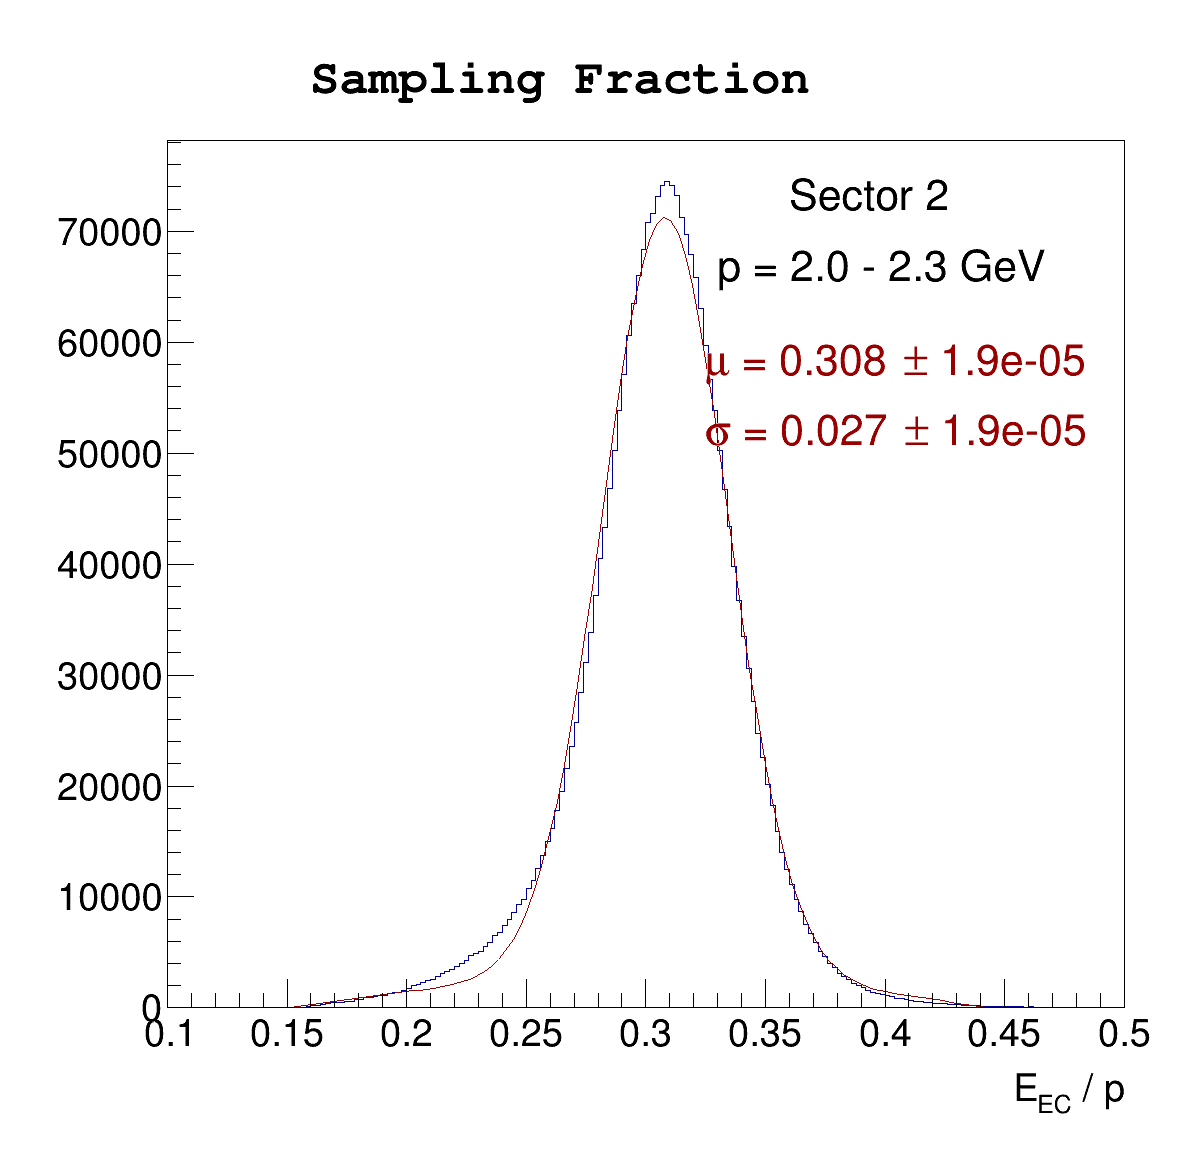 Sampling Fraction
Sector 2
p = 2.0 - 2.3 GeV
μ = 0.308 ± 1.9e-05
σ = 0.027 ± 1.9e-05
70000
60000
50000
40000
30000
20000
10000
0
0.1 0.15 0.2 0.25 0.3 0.35 0.4 0.45 0.5
E_EC / p